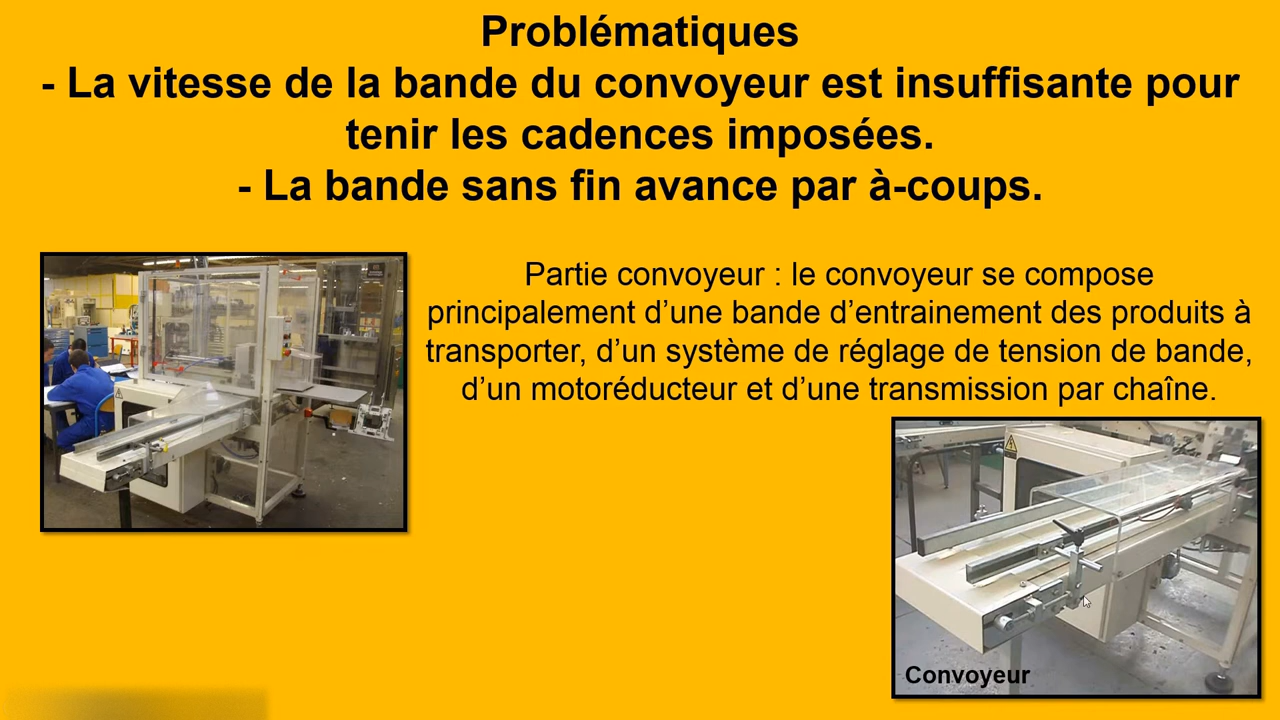 Problématiques
- La vitesse de la bande du convoyeur est insuffisante pour
tenir les cadences imposées.
- La bande sans fin avance par à-coups.
Partie convoyeur : le convoyeur se compose
principalement d’une bande d’entrainement des produits à
transporter, d’un système de réglage de tension de bande,
d’un motoréducteur et d’une transmission par chaîne.
Convoyeur